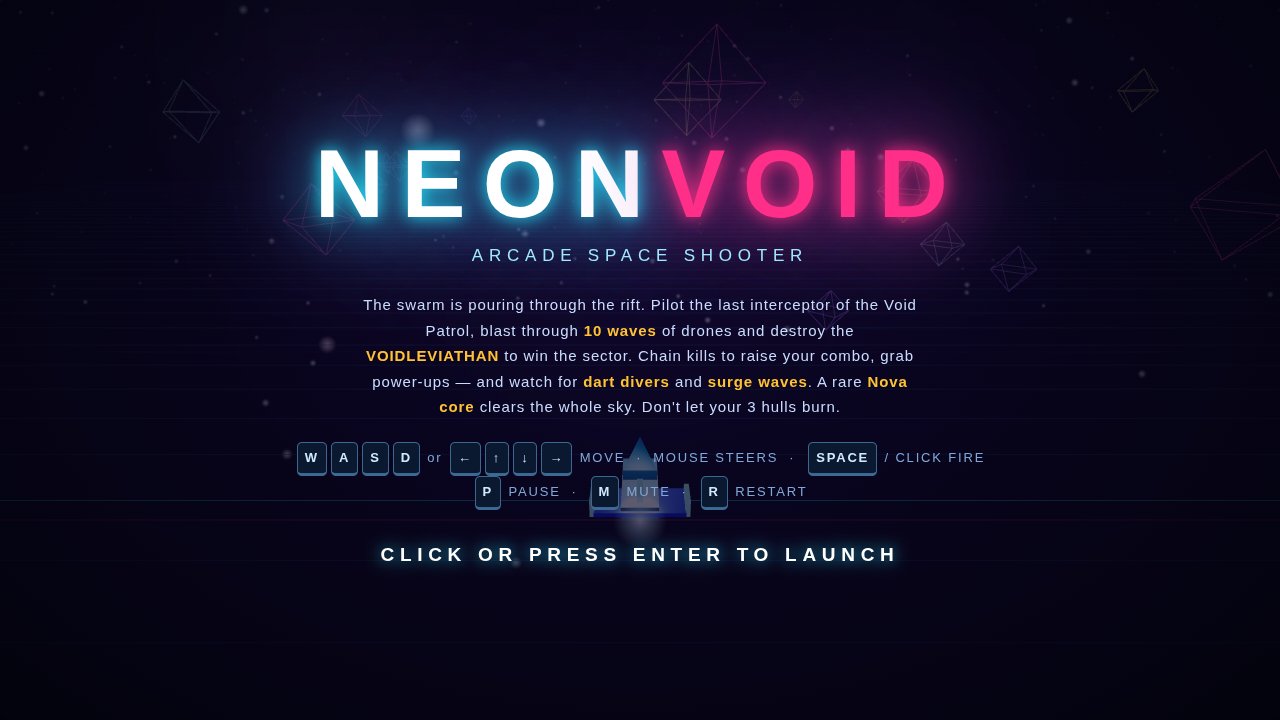 NEONVOID
ARCADE SPACE SHOOTER
The swarm is pouring through the rift. Pilot the last interceptor of the Void
Patrol, blast through 10 waves of drones and destroy the
VOIDLEVIATHAN to win the sector. Chain kills to raise your combo, grab
power-ups — and watch for dart divers and surge waves. A rare Nova
core clears the whole sky. Don't let your 3 hulls burn.
W A S D or ← ↑ ↓ → MOVE · MOUSE STEERS · SPACE / CLICK FIRE
P PAUSE · M MUTE · R RESTART
CLICK OR PRESS ENTER TO LAUNCH